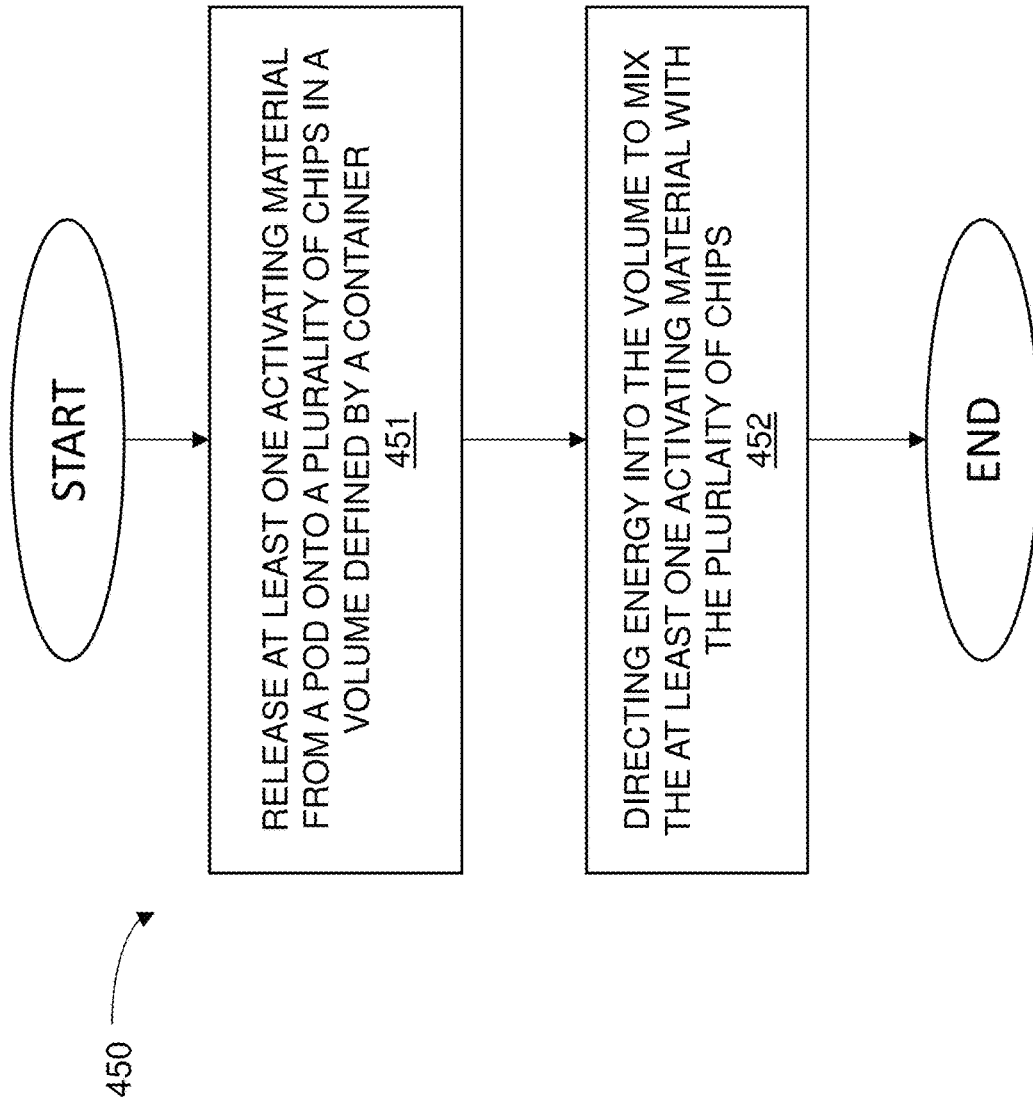 450
START
RELEASE AT LEAST ONE ACTIVATING MATERIAL
FROM A POD ONTO A PLURALITY OF CHIPS IN A
VOLUME DEFINED BY A CONTAINER
451
DIRECTING ENERGY INTO THE VOLUME TO MIX
THE AT LEAST ONE ACTIVATING MATERIAL WITH
THE PLURLAITY OF CHIPS
452
END